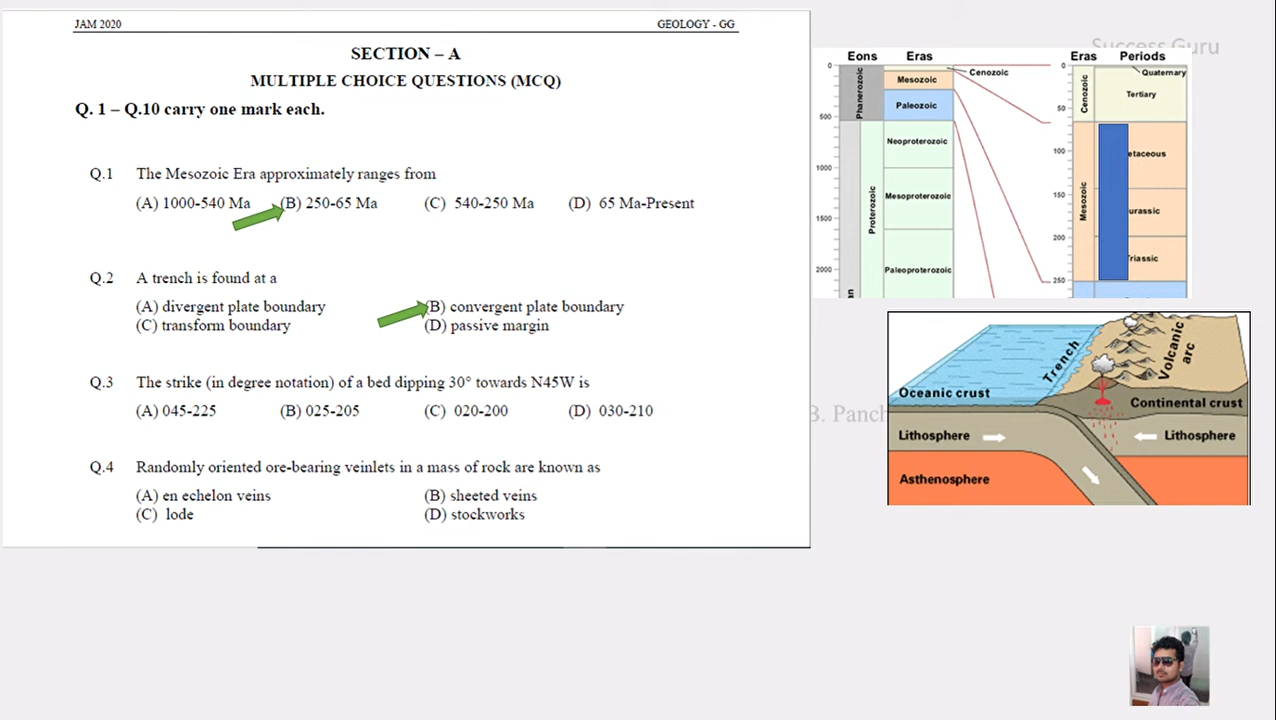 JAM 2020 GEOLOGY - GG
SECTION – A
MULTIPLE CHOICE QUESTIONS (MCQ)
Q. 1 – Q.10 carry one mark each.
Q.1 The Mesozoic Era approximately ranges from
(A) 1000-540 Ma (B) 250-65 Ma (C) 540-250 Ma (D) 65 Ma-Present
Q.2 A trench is found at a
(A) divergent plate boundary (B) convergent plate boundary
(C) transform boundary (D) passive margin
Q.3 The strike (in degree notation) of a bed dipping 30° towards N45W is
(A) 045-225 (B) 025-205 (C) 020-200 (D) 030-210
Q.4 Randomly oriented ore-bearing veinlets in a mass of rock are known as
(A) en echelon veins (B) sheeted veins
(C) lode (D) stockworks
Success Guru
Eons Eras
0
Cenozoic
Phanerozoic
Mesozoic
Paleozoic
500
Neoproterozoic
1000
Proterozoic
Mesoproterozoic
1500
Paleoproterozoic
2000
an
Eras Periods
0
Quaternary
Cenozoic
Tertiary
50
100
etaceous
150
Mesozoic
urassic
200
Triassic
250
B. Panch
Trench
Volcanic
arc
Oceanic crust
Continental crust
Lithosphere
Lithosphere
Asthenosphere